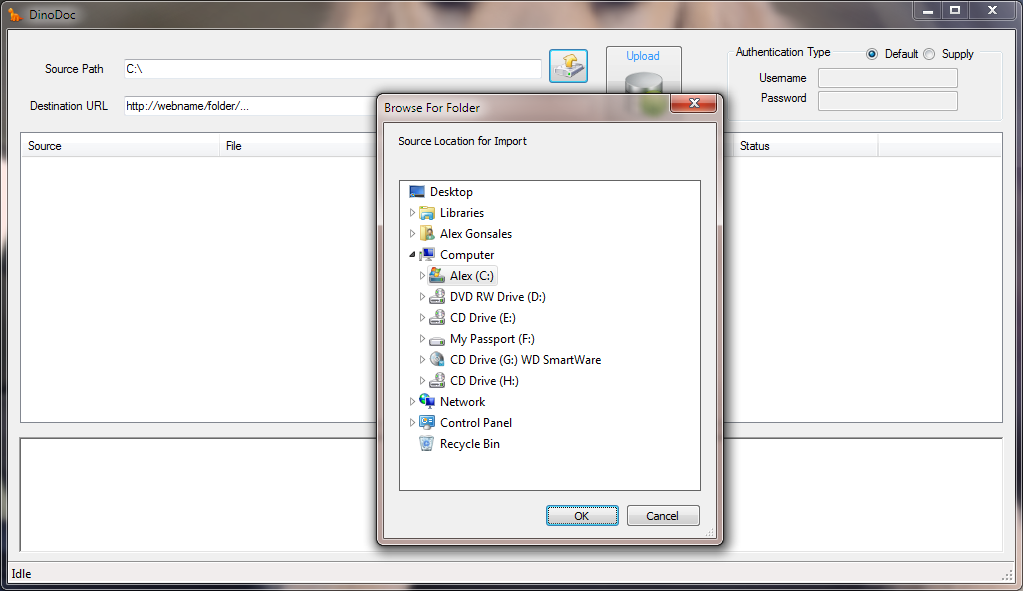 DinoDoc
Source Path
C:\
Upload
Authentication Type
Default
Supply
Username
Password
Destination URL
http://webname/folder/...
Source
File
Status
Browse For Folder
Source Location for Import
Desktop
Libraries
Alex Gonsales
Computer
Alex (C:)
DVD RW Drive (D:)
CD Drive (E:)
My Passport (F:)
CD Drive (G:) WD SmartWare
CD Drive (H:)
Network
Control Panel
Recycle Bin
OK
Cancel
Idle